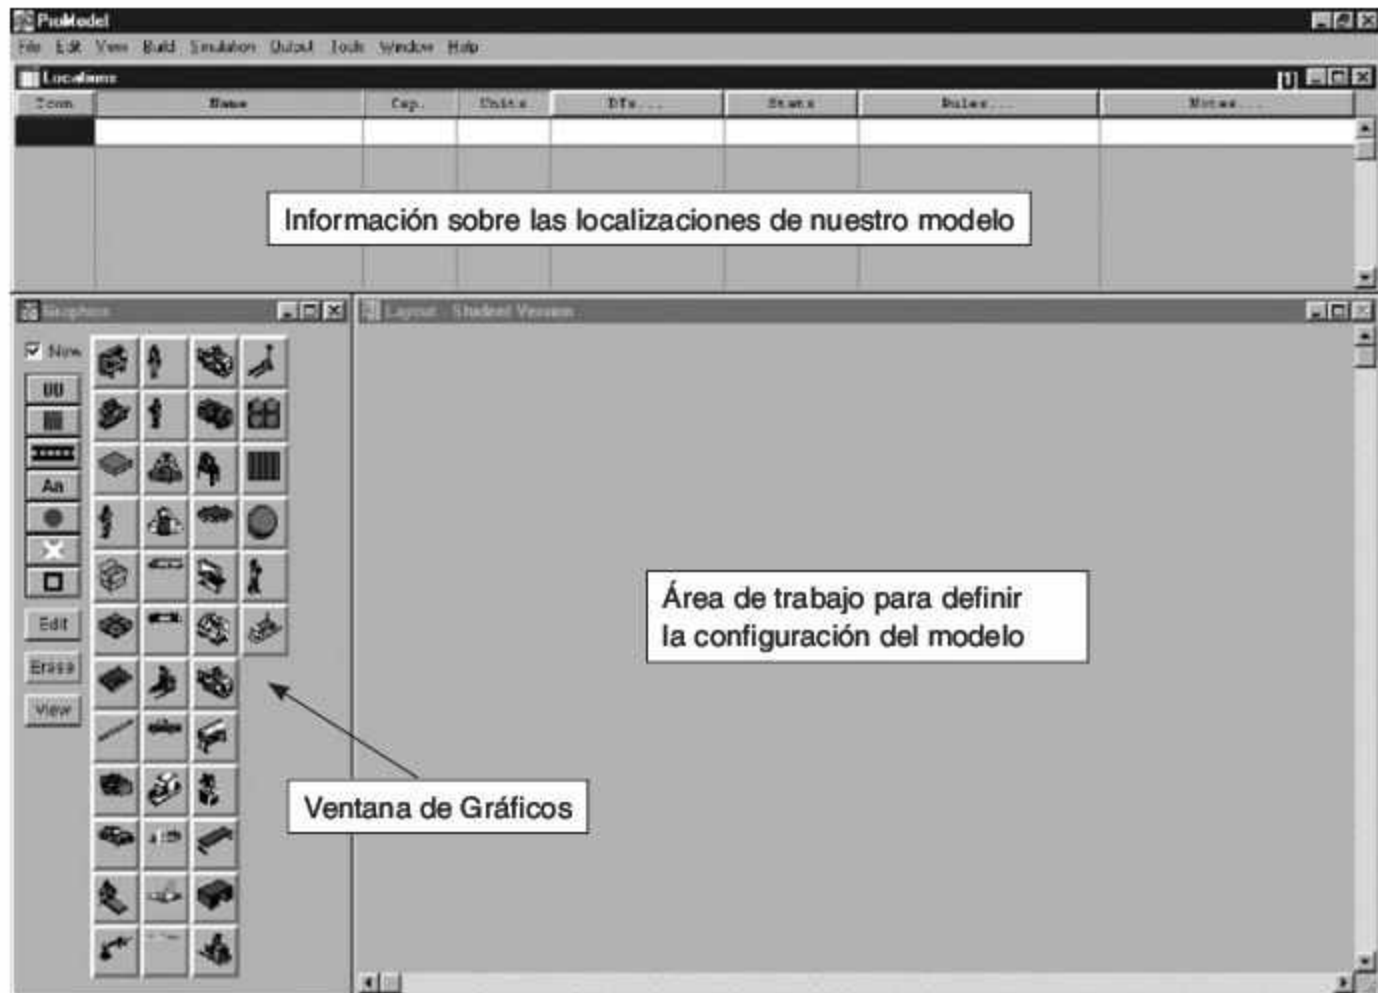 ProModel
File Edit View Build Simulation Output Tools Window Help
Locations [1]
Icon Name Cap. Units DTs... Stats Rules... Notes...
Información sobre las localizaciones de nuestro modelo
Graphics
Layout Student Version
New
Aa
Edit
Erase
View
Área de trabajo para definir
la configuración del modelo
Ventana de Gráficos